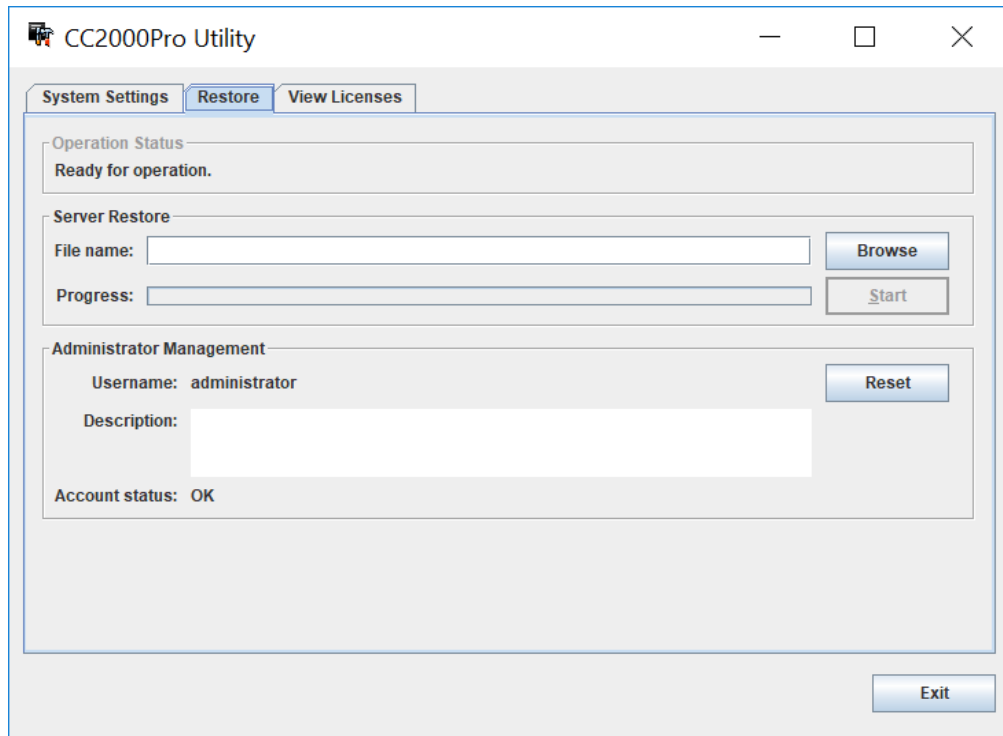 CC2000Pro Utility
System Settings Restore View Licenses
Operation Status
Ready for operation.
Server Restore
File name: Browse
Progress: Start
Administrator Management
Username: administrator Reset
Description:
Account status: OK
Exit